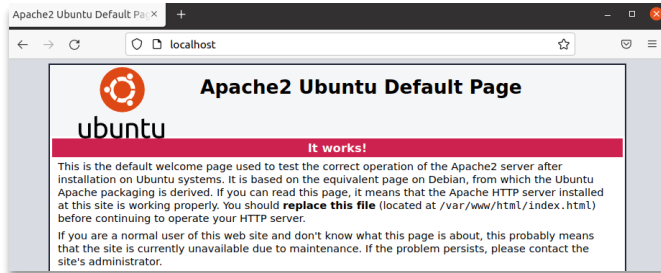 Apache2 Ubuntu Default Pa
localhost
Apache2 Ubuntu Default Page
ubuntu
It works!
This is the default welcome page used to test the correct operation of the Apache2 server after
installation on Ubuntu systems. It is based on the equivalent page on Debian, from which the Ubuntu
Apache packaging is derived. If you can read this page, it means that the Apache HTTP server installed
at this site is working properly. You should replace this file (located at /var/www/html/index.html)
before continuing to operate your HTTP server.
If you are a normal user of this web site and don't know what this page is about, this probably means
that the site is currently unavailable due to maintenance. If the problem persists, please contact the
site's administrator.